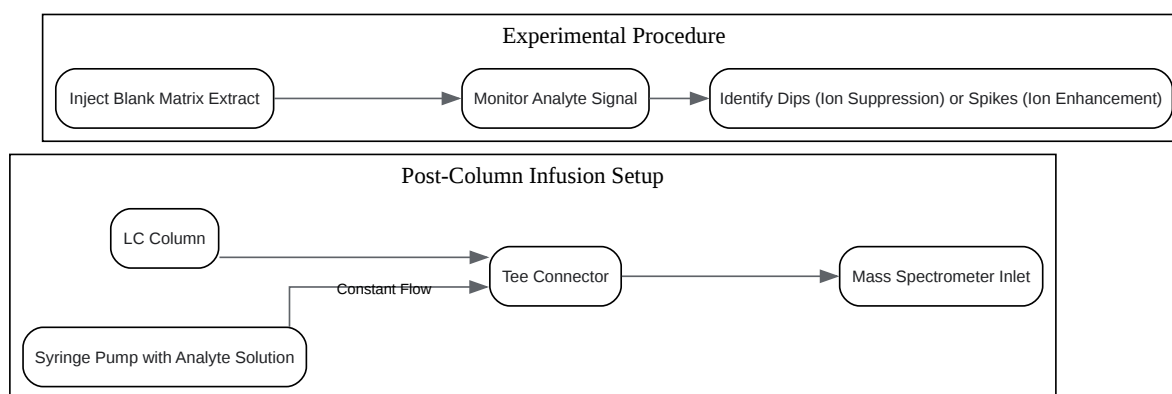 Experimental Procedure
Inject Blank Matrix Extract
Monitor Analyte Signal
Identify Dips (Ion Suppression) or Spikes (Ion Enhancement)
Post-Column Infusion Setup
LC Column
Tee Connector
Mass Spectrometer Inlet
Constant Flow
Syringe Pump with Analyte Solution